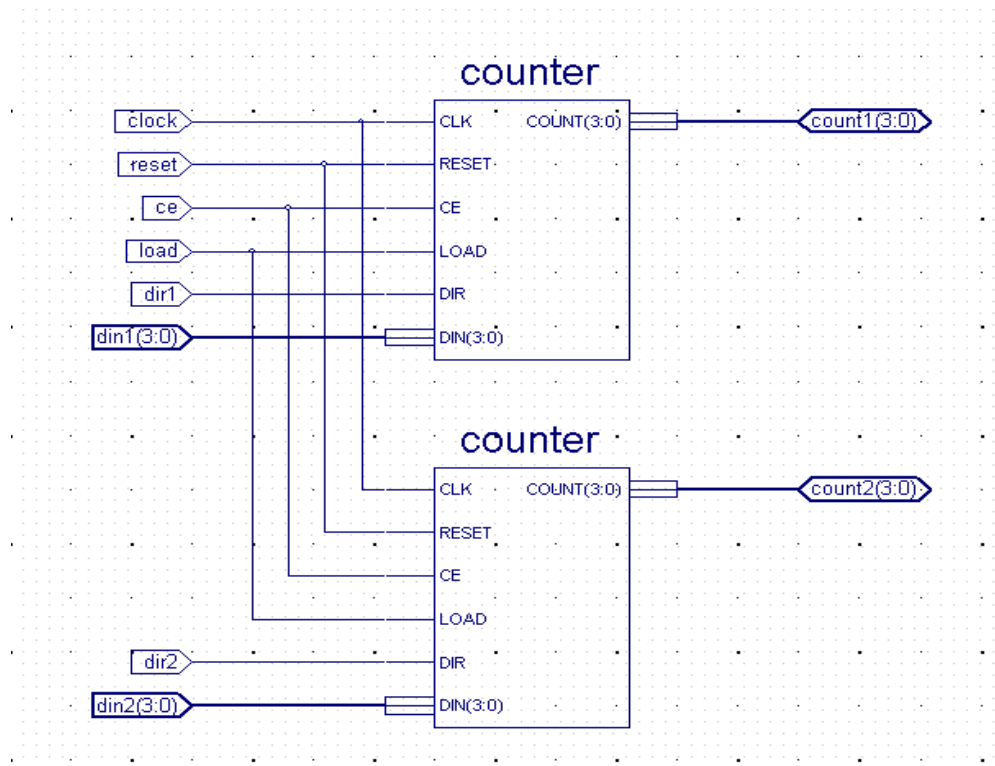 counter
clock CLK COUNT(3:0) count1(3:0)
reset RESET
ce CE
load LOAD
dir1 DIR
din1(3:0) DIN(3:0)
counter
CLK COUNT(3:0) count2(3:0)
RESET
CE
LOAD
dir2 DIR
din2(3:0) DIN(3:0)